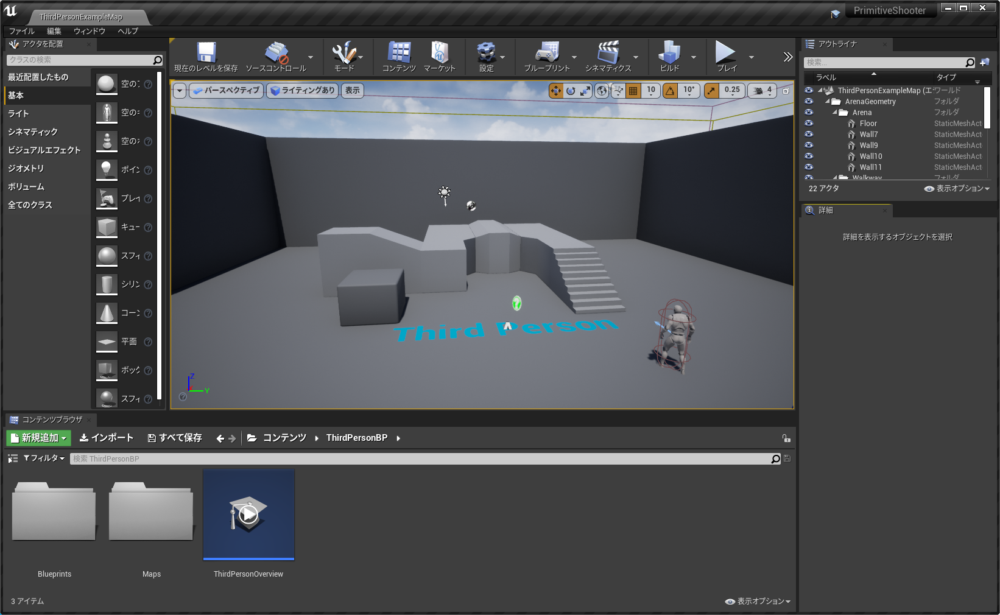 ThirdPersonExampleMap
PrimitiveShooter
ファイル 編集 ウィンドウ ヘルプ
アクタを配置
クラスの検索
最近配置したもの
基本
ライト
シネマティック
ビジュアルエフェクト
ジオメトリ
ボリューム
全てのクラス
空の
空の
空の
ポイン
プレイ
キュー
スフィ
シリン
コーン
平面
ボック
スフィ
現在のレベルを保存 ソースコントロール モード コンテンツ マーケット 設定 ブループリント シネマティクス ビルド プレイ
パースペクティブ ライティングあり 表示 10 10° 0.25 4
Third Person
Z
Y
アウトライナ
検索...
ラベル タイプ
ThirdPersonExampleMap (エ ワールド
ArenaGeometry フォルダ
Arena フォルダ
Floor StaticMeshAct
Wall7 StaticMeshAct
Wall9 StaticMeshAct
Wall10 StaticMeshAct
Wall11 StaticMeshAct
Walkway フォルダ
22 アクタ 表示オプション
詳細
詳細を表示するオブジェクトを選択
コンテンツブラウザ
新規追加 インポート すべて保存 コンテンツ ThirdPersonBP
フィルタ 検索 ThirdPersonBP
Blueprints Maps ThirdPersonOverview
3 アイテム 表示オプション